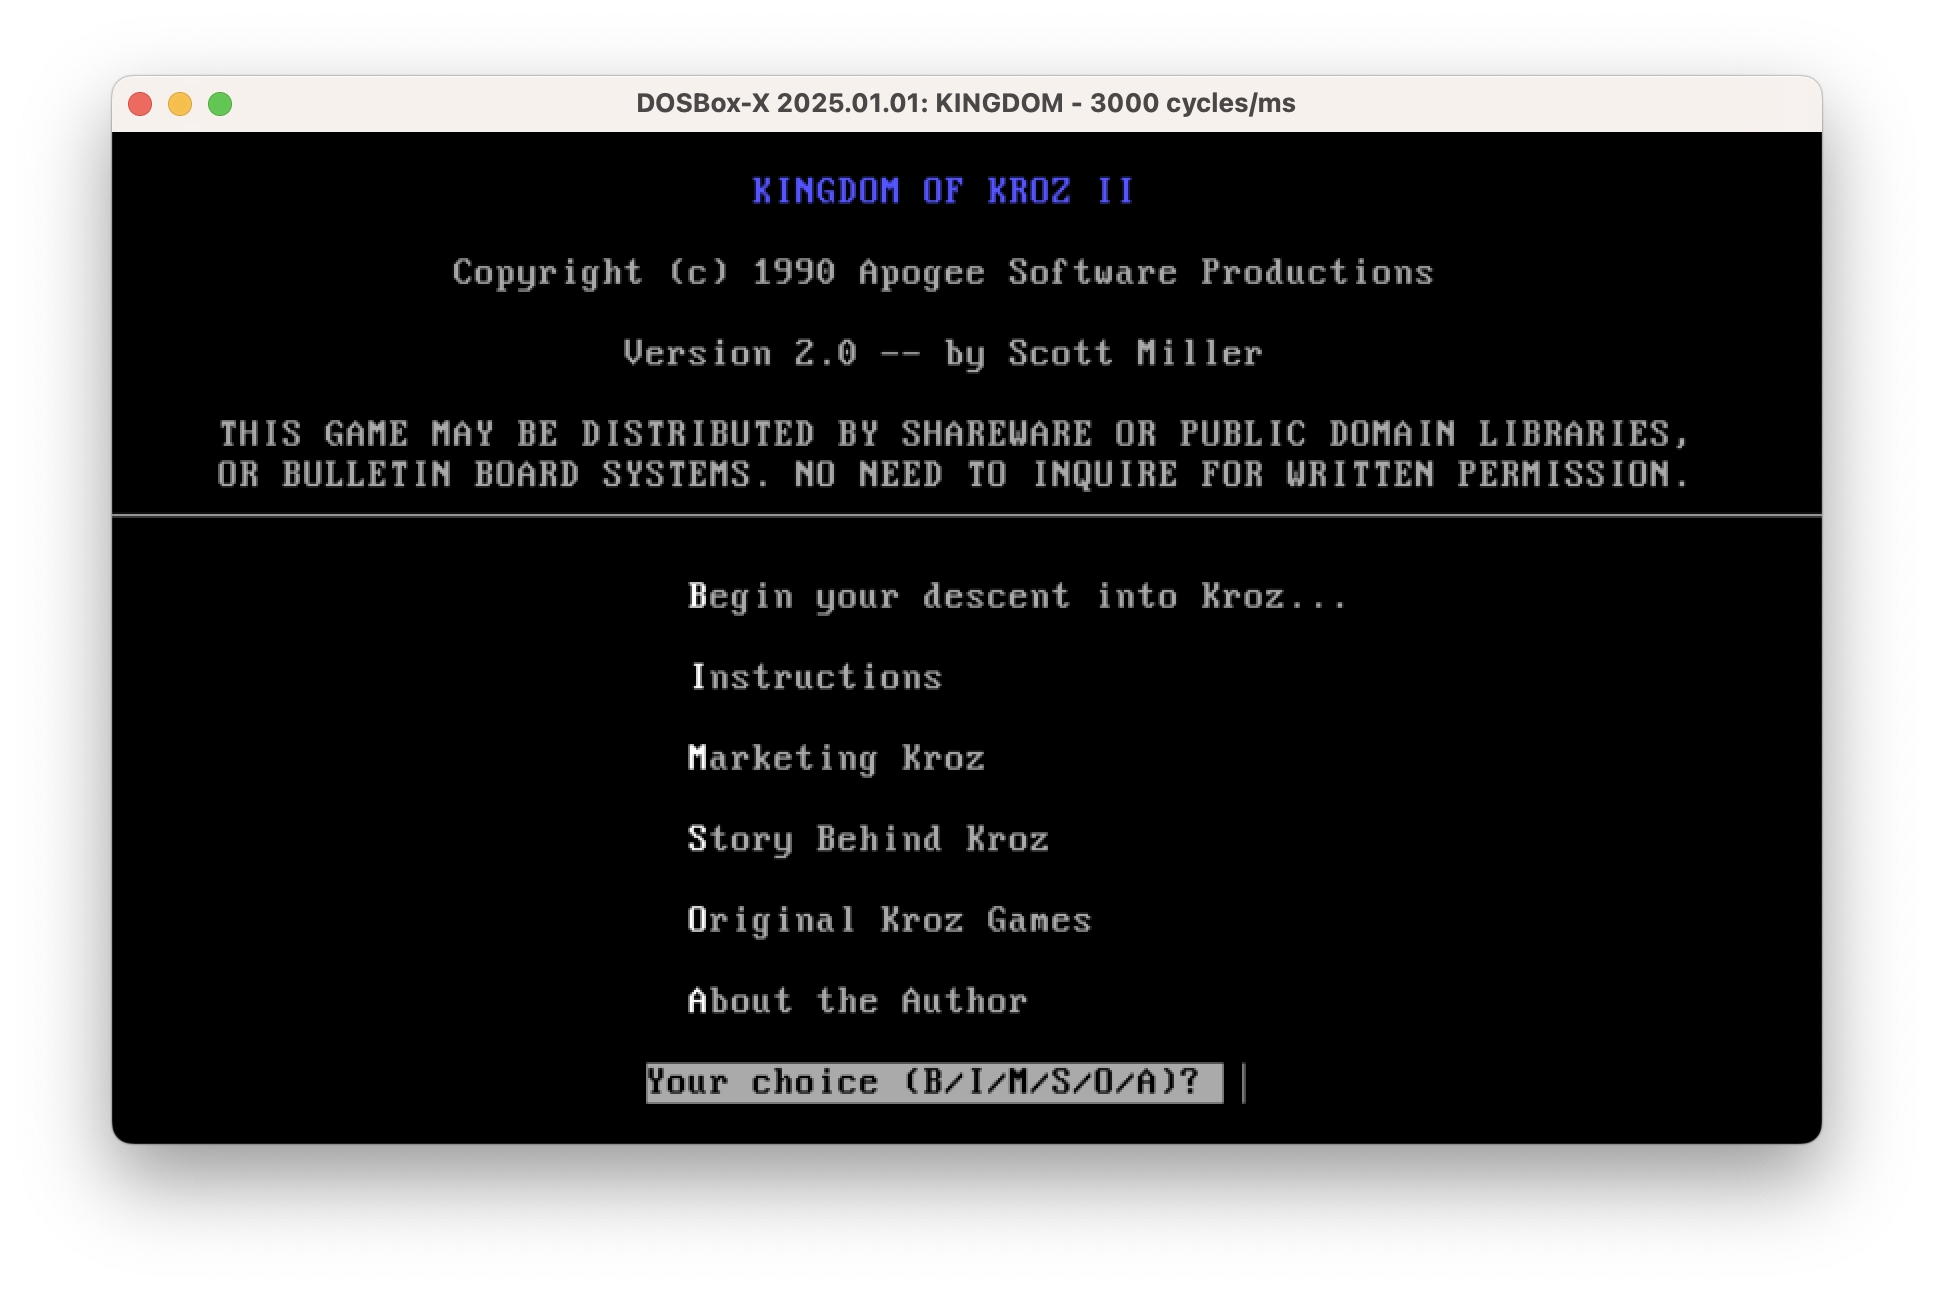 DOSBox-X 2025.01.01: KINGDOM - 3000 cycles/ms
KINGDOM OF KROZ II
Copyright (c) 1990 Apogee Software Productions
Version 2.0 -- by Scott Miller
THIS GAME MAY BE DISTRIBUTED BY SHAREWARE OR PUBLIC DOMAIN LIBRARIES,
OR BULLETIN BOARD SYSTEMS. NO NEED TO INQUIRE FOR WRITTEN PERMISSION.
Begin your descent into Kroz...
Instructions
Marketing Kroz
Story Behind Kroz
Original Kroz Games
About the Author
Your choice (B/I/M/S/O/A)?